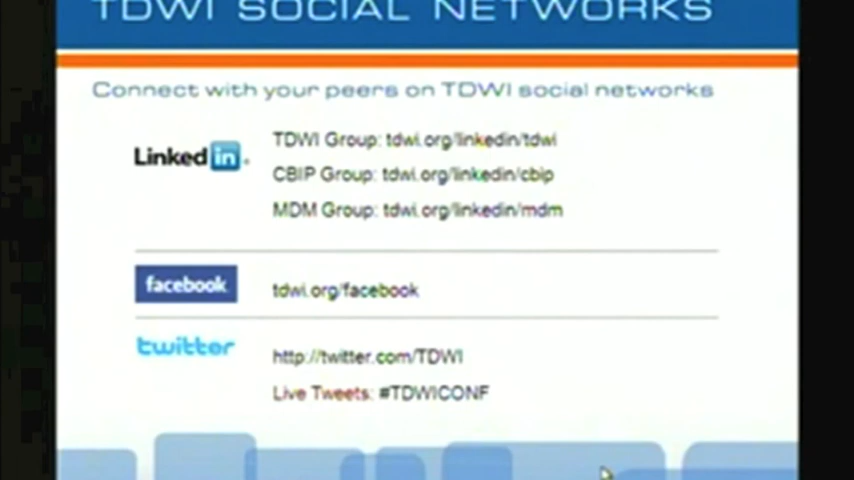 TDWI SOCIAL NETWORKS
Connect with your peers on TDWI social networks
Linked in
TDWI Group: tdwi.org/linkedin/tdwi
CBIP Group: tdwi.org/linkedin/cbip
MDM Group: tdwi.org/linkedin/mdm
facebook
tdwi.org/facebook
twitter
http://twitter.com/TDWI
Live Tweets: #TDWICONF